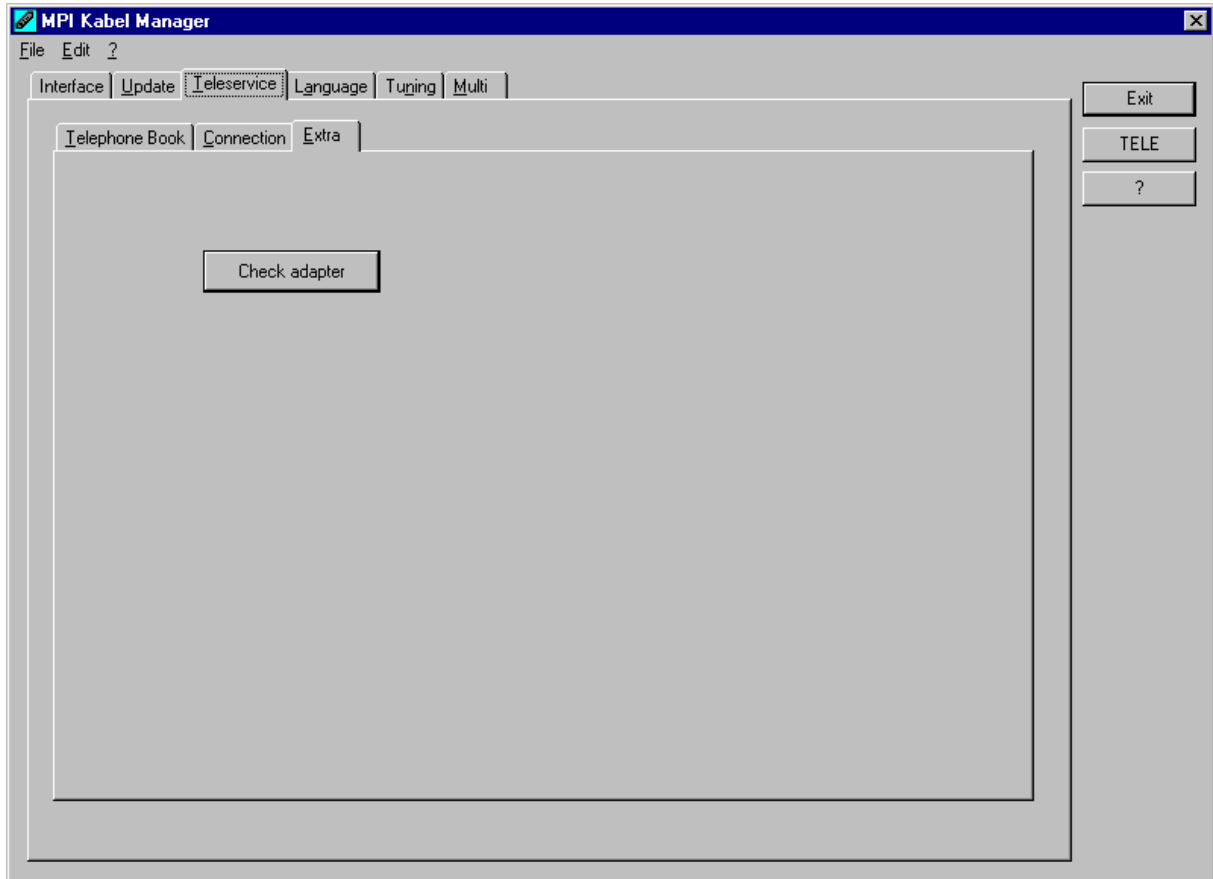 MPI Kabel Manager
File Edit ?
Interface Update Teleservice Language Tuning Multi
Exit
Telephone Book Connection Extra
TELE
?
Check adapter